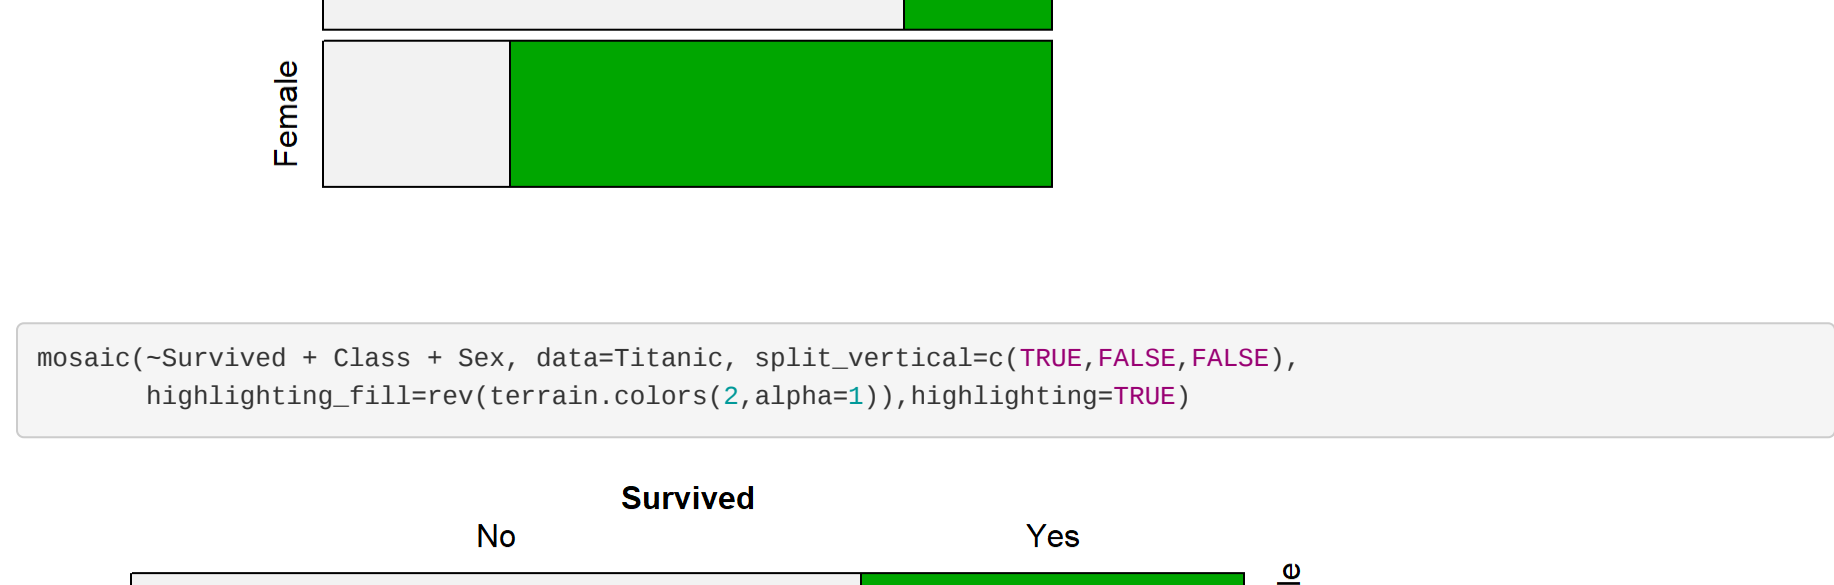 Female
mosaic(~Survived + Class + Sex, data=Titanic, split_vertical=c(TRUE,FALSE,FALSE),
highlighting_fill=rev(terrain.colors(2,alpha=1)),highlighting=TRUE)
Survived
No Yes